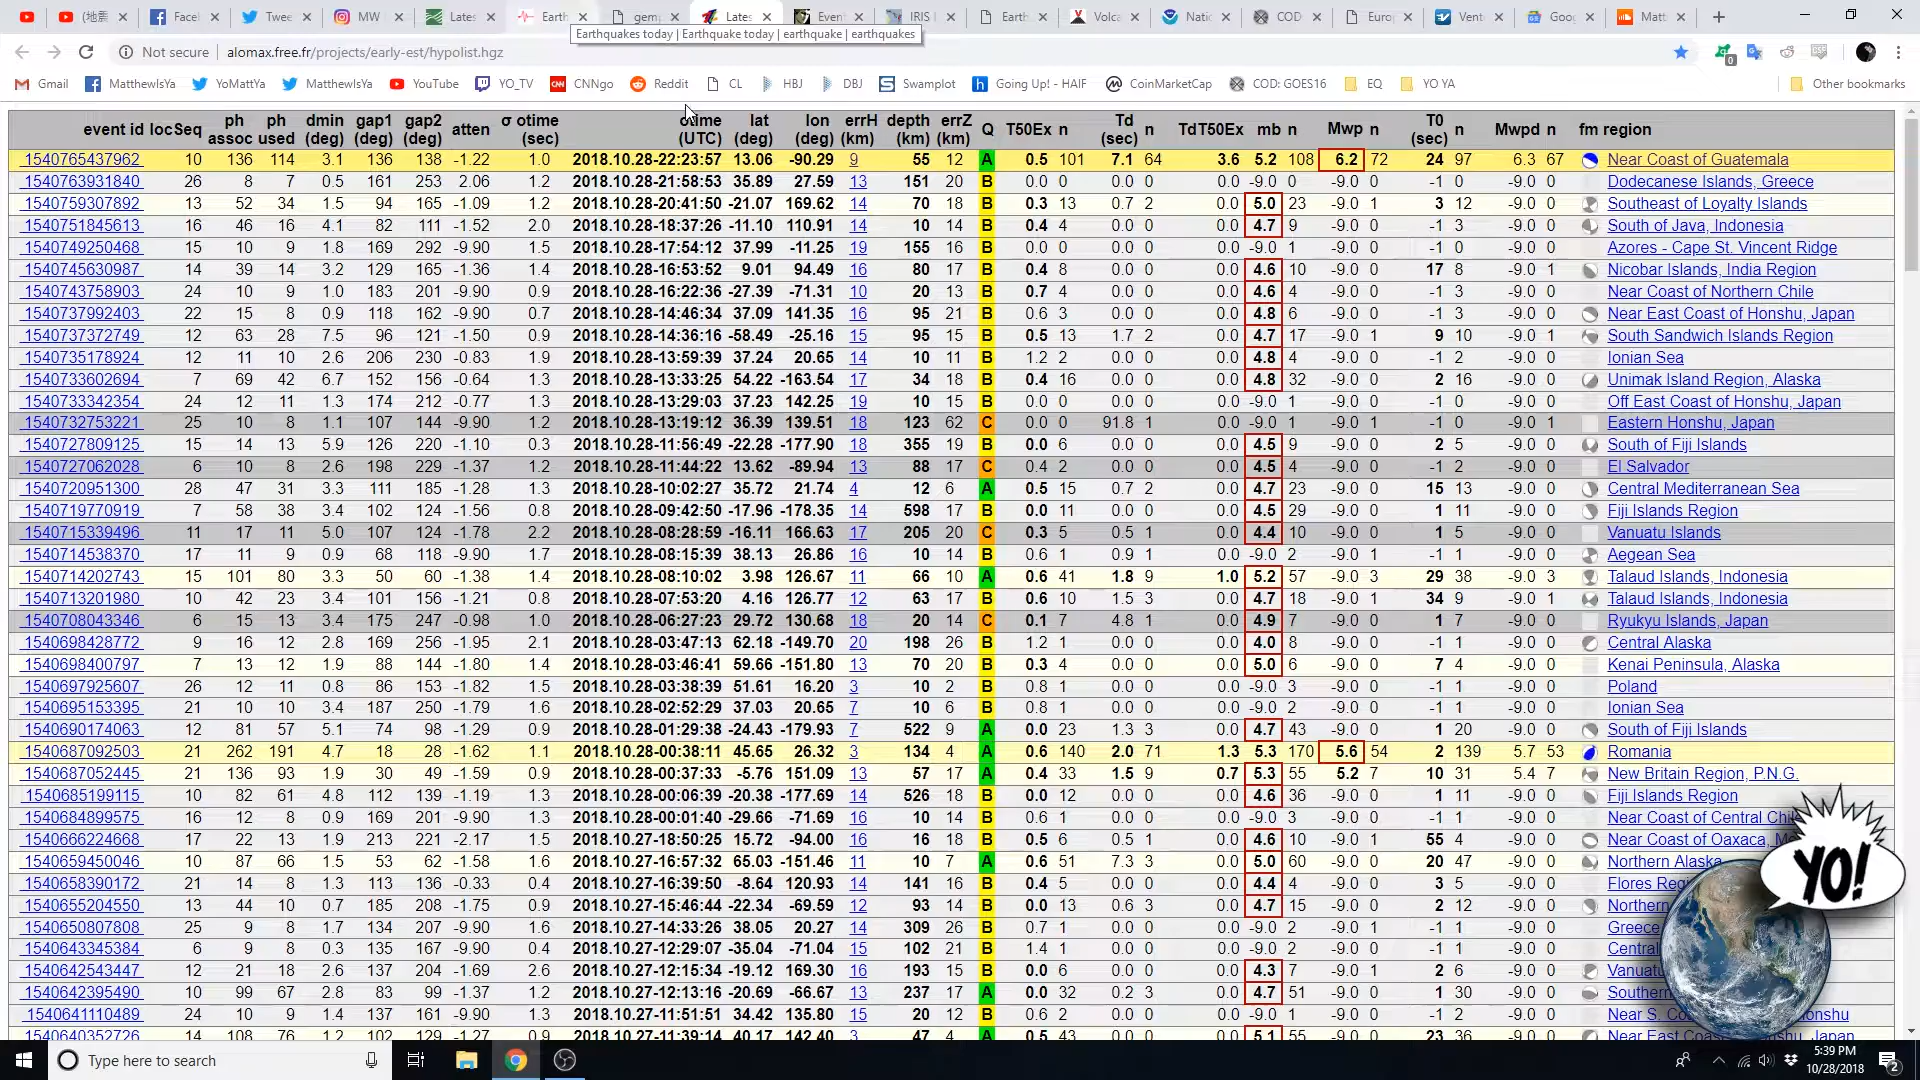 (地震
Facel
Twee
MW
Lates
Earth
gem
Lates
Event
IRIS
Earth
Volca
Natic
COD
Europ
Vent
Goo
Matt
Earthquakes today | Earthquake today | earthquake | earthquakes
Not secure | alomax.free.fr/projects/early-est/hypolist.hgz
Gmail MatthewIsYa YoMattYa MatthewIsYa YouTube YO_TV CNNgo Reddit CL HBJ DBJ Swamplot Going Up! - HAIF CoinMarketCap COD: GOES16 EQ YO YA Other bookmarks
event id locSeq ph assoc ph used dmin (deg) gap1 (deg) gap2 (deg) atten σ otime (sec) otime (UTC) lat (deg) lon (deg) errH (km) depth (km) errZ (km) Q T50Ex n Td (sec) n TdT50Ex mb n Mwp n T0 (sec) n Mwpd n fm region
1540765437962 10 136 114 3.1 136 138 -1.22 1.0 2018.10.28-22:23:57 13.06 -90.29 9 55 12 A 0.5 101 7.1 64 3.6 5.2 108 6.2 72 24 97 6.3 67 Near Coast of Guatemala
1540763931840 26 8 7 0.5 161 253 2.06 1.2 2018.10.28-21:58:53 35.89 27.59 13 151 20 B 0.0 0 0.0 0 0.0 -9.0 0 -9.0 0 -1 0 -9.0 0 Dodecanese Islands, Greece
1540759307892 13 52 34 1.5 94 165 -1.09 1.2 2018.10.28-20:41:50 -21.07 169.62 14 70 18 B 0.3 13 0.7 2 0.0 5.0 23 -9.0 1 3 12 -9.0 0 Southeast of Loyalty Islands
1540751845613 16 46 16 4.1 82 111 -1.52 2.0 2018.10.28-18:37:26 -11.10 110.91 14 10 14 B 0.4 4 0.0 0 0.0 4.7 9 -9.0 0 -1 3 -9.0 0 South of Java, Indonesia
1540749250468 15 10 9 1.8 169 292 -9.90 1.5 2018.10.28-17:54:12 37.99 -11.25 19 155 16 B 0.0 0 0.0 0 0.0 -9.0 1 -9.0 0 -1 0 -9.0 0 Azores - Cape St. Vincent Ridge
1540745630987 14 39 14 3.2 129 165 -1.36 1.4 2018.10.28-16:53:52 9.01 94.49 16 80 17 B 0.4 8 0.0 0 0.0 4.6 10 -9.0 0 17 8 -9.0 1 Nicobar Islands, India Region
1540743758903 24 10 9 1.0 183 201 -9.90 0.9 2018.10.28-16:22:36 -27.39 -71.31 10 20 13 B 0.7 4 0.0 0 0.0 4.6 4 -9.0 0 -1 3 -9.0 0 Near Coast of Northern Chile
1540737992403 22 15 8 0.9 118 162 -9.90 0.7 2018.10.28-14:46:34 37.09 141.35 16 95 21 B 0.6 3 0.0 0 0.0 4.8 6 -9.0 0 -1 3 -9.0 0 Near East Coast of Honshu, Japan
1540737372749 12 63 28 7.5 96 121 -1.50 0.9 2018.10.28-14:36:16 -58.49 -25.16 15 95 15 B 0.5 13 1.7 2 0.0 4.7 17 -9.0 1 9 10 -9.0 1 South Sandwich Islands Region
1540735178924 12 11 10 2.6 206 230 -0.83 1.9 2018.10.28-13:59:39 37.24 20.65 14 10 11 B 1.2 2 0.0 0 0.0 4.8 4 -9.0 0 -1 2 -9.0 0 Ionian Sea
1540733602694 7 69 42 6.7 152 156 -0.64 1.3 2018.10.28-13:33:25 54.22 -163.54 17 34 18 B 0.4 16 0.0 0 0.0 4.8 32 -9.0 0 2 16 -9.0 0 Unimak Island Region, Alaska
1540733342354 24 12 11 1.3 174 212 -0.77 1.3 2018.10.28-13:29:03 37.23 142.25 19 10 15 B 0.0 0 0.0 0 0.0 -9.0 1 -9.0 0 -1 0 -9.0 0 Off East Coast of Honshu, Japan
1540732753221 25 10 8 1.1 107 144 -9.90 1.2 2018.10.28-13:19:12 36.39 139.51 18 123 62 C 0.0 0 91.8 1 0.0 -9.0 1 -9.0 1 -1 0 -9.0 1 Eastern Honshu, Japan
1540727809125 15 14 13 5.9 126 220 -1.10 0.3 2018.10.28-11:56:49 -22.28 -177.90 18 355 19 B 0.0 6 0.0 0 0.0 4.5 9 -9.0 0 2 5 -9.0 0 South of Fiji Islands
1540727062028 6 10 8 2.6 198 229 -1.37 1.2 2018.10.28-11:44:22 13.62 -89.94 13 88 17 C 0.4 2 0.0 0 0.0 4.5 4 -9.0 0 -1 2 -9.0 0 El Salvador
1540720951300 28 47 31 3.3 111 185 -1.28 1.3 2018.10.28-10:02:27 35.72 21.74 4 12 6 A 0.5 15 0.7 2 0.0 4.7 23 -9.0 0 15 13 -9.0 0 Central Mediterranean Sea
1540719770919 7 58 38 3.4 102 124 -1.56 0.8 2018.10.28-09:42:50 -17.96 -178.35 14 598 17 B 0.0 11 0.0 0 0.0 4.5 29 -9.0 0 1 11 -9.0 0 Fiji Islands Region
1540715339496 11 17 11 5.0 107 124 -1.78 2.2 2018.10.28-08:28:59 -16.11 166.63 17 205 20 C 0.3 5 0.5 1 0.0 4.4 10 -9.0 0 1 5 -9.0 0 Vanuatu Islands
1540714538370 17 11 9 0.9 68 118 -9.90 1.7 2018.10.28-08:15:39 38.13 26.86 16 10 14 B 0.6 1 0.9 1 0.0 -9.0 2 -9.0 1 -1 1 -9.0 0 Aegean Sea
1540714202743 15 101 80 3.3 50 60 -1.38 1.4 2018.10.28-08:10:02 3.98 126.67 11 66 10 A 0.6 41 1.8 9 1.0 5.2 57 -9.0 3 29 38 -9.0 3 Talaud Islands, Indonesia
1540713201980 10 42 23 3.4 101 156 -1.21 0.8 2018.10.28-07:53:20 4.16 126.77 12 63 17 B 0.6 10 1.5 3 0.0 4.7 18 -9.0 1 34 9 -9.0 1 Talaud Islands, Indonesia
1540708043346 6 15 13 3.4 175 247 -0.98 1.0 2018.10.28-06:27:23 29.72 130.68 18 20 14 C 0.1 7 4.8 1 0.0 4.9 7 -9.0 0 1 7 -9.0 0 Ryukyu Islands, Japan
1540698428772 9 16 12 2.8 169 256 -1.95 2.1 2018.10.28-03:47:13 62.18 -149.70 20 198 26 B 1.2 1 0.0 0 0.0 4.0 8 -9.0 0 -1 1 -9.0 0 Central Alaska
1540698400797 7 13 12 1.9 88 144 -1.80 1.4 2018.10.28-03:46:41 59.66 -151.80 13 70 20 B 0.3 4 0.0 0 0.0 5.0 6 -9.0 0 7 4 -9.0 0 Kenai Peninsula, Alaska
1540697925607 26 12 11 0.8 86 153 -1.82 1.5 2018.10.28-03:38:39 51.61 16.20 3 10 2 B 0.8 1 0.0 0 0.0 -9.0 3 -9.0 0 -1 1 -9.0 0 Poland
1540695153395 21 10 10 3.4 187 250 -1.79 1.6 2018.10.28-02:52:29 37.03 20.65 7 10 6 B 0.8 1 0.0 0 0.0 -9.0 2 -9.0 0 -1 1 -9.0 0 Ionian Sea
1540690174063 12 81 57 5.1 74 98 -1.29 0.9 2018.10.28-01:29:38 -24.43 -179.93 7 522 9 A 0.0 23 1.3 3 0.0 4.7 43 -9.0 0 1 20 -9.0 0 South of Fiji Islands
1540687092503 21 262 191 4.7 18 28 -1.62 1.1 2018.10.28-00:38:11 45.65 26.32 3 134 4 A 0.6 140 2.0 71 1.3 5.3 170 5.6 54 2 139 5.7 53 Romania
1540687052445 21 136 93 1.9 30 49 -1.59 0.9 2018.10.28-00:37:33 -5.76 151.09 13 57 17 A 0.4 33 1.5 9 0.7 5.3 55 5.2 7 10 31 5.4 7 New Britain Region, P.N.G.
1540685199115 10 82 61 4.8 112 139 -1.19 1.3 2018.10.28-00:06:39 -20.38 -177.69 14 526 18 B 0.0 12 0.0 0 0.0 4.6 36 -9.0 0 1 11 -9.0 0 Fiji Islands Region
1540684899575 16 12 8 0.9 169 201 -9.90 1.3 2018.10.28-00:01:40 -29.66 -71.69 16 10 14 B 0.6 1 0.0 0 0.0 -9.0 3 -9.0 0 -1 1 -9.0 0 Near Coast of Central Chi
1540666224668 17 22 13 1.9 213 221 -2.17 1.5 2018.10.27-18:50:25 15.72 -94.00 16 16 18 B 0.5 6 0.5 1 0.0 4.6 10 -9.0 1 55 4 -9.0 0 Near Coast of Oaxaca, M
1540659450046 10 87 66 1.5 53 62 -1.58 1.6 2018.10.27-16:57:32 65.03 -151.46 11 10 7 A 0.6 51 7.3 3 0.0 5.0 60 -9.0 0 20 47 -9.0 0 Northern Alaska
1540658390172 21 14 8 1.3 113 136 -0.33 0.4 2018.10.27-16:39:50 -8.64 120.93 14 141 16 B 0.4 5 0.0 0 0.0 4.4 4 -9.0 0 3 5 -9.0 0 Flores Regi
1540655204550 13 44 10 0.7 185 208 -1.75 0.9 2018.10.27-15:46:44 -22.34 -69.59 12 93 14 B 0.0 13 0.6 3 0.0 4.7 15 -9.0 0 2 12 -9.0 0 Northern
1540650807808 25 9 8 1.7 134 207 -9.90 1.6 2018.10.27-14:33:26 38.05 20.27 14 309 26 B 0.7 1 0.0 0 0.0 -9.0 2 -9.0 0 -1 1 -9.0 0 Greece
1540643345384 6 9 8 0.3 135 167 -9.90 0.4 2018.10.27-12:29:07 -35.04 -71.04 15 102 21 B 1.4 1 0.0 0 0.0 -9.0 2 -9.0 0 -1 1 -9.0 0 Central
1540642543447 12 21 18 2.6 137 204 -1.69 2.6 2018.10.27-12:15:34 -19.12 169.30 16 193 15 B 0.0 6 0.0 0 0.0 4.3 7 -9.0 1 2 6 -9.0 0 Vanuatu
1540642395490 10 99 67 2.8 83 99 -1.37 1.2 2018.10.27-12:13:16 -20.69 -66.67 13 237 17 A 0.0 32 0.2 3 0.0 4.7 51 -9.0 0 1 30 -9.0 0 Southern
1540641110489 24 10 9 1.4 137 161 -9.90 1.3 2018.10.27-11:51:51 34.42 135.80 15 20 12 B 0.6 2 0.0 0 0.0 -9.0 1 -9.0 0 -1 2 -9.0 0 Near S. Co onshu
1540640352726 14 108 76 1.2 102 129 -1.27 0.9 2018.10.27-11:39:14 40.17 142.40 3 47 4 A 0.5 43 0.0 0 0.0 5.1 55 -9.0 0 23 36 -9.0 0 Near East Coast of Honshu, Japan
YO!
Type here to search
5:39 PM
10/28/2018
2